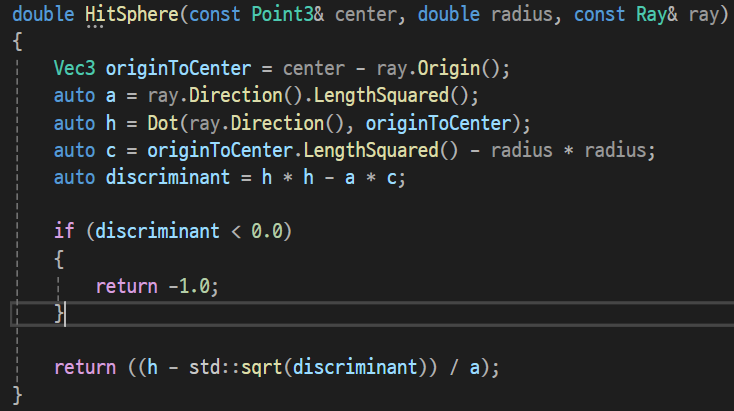 double HitSphere(const Point3& center, double radius, const Ray& ray)
{
    Vec3 originToCenter = center - ray.Origin();
    auto a = ray.Direction().LengthSquared();
    auto h = Dot(ray.Direction(), originToCenter);
    auto c = originToCenter.LengthSquared() - radius * radius;
    auto discriminant = h * h - a * c;

    if (discriminant < 0.0)
    {
        return -1.0;
    }

    return ((h - std::sqrt(discriminant)) / a);
}